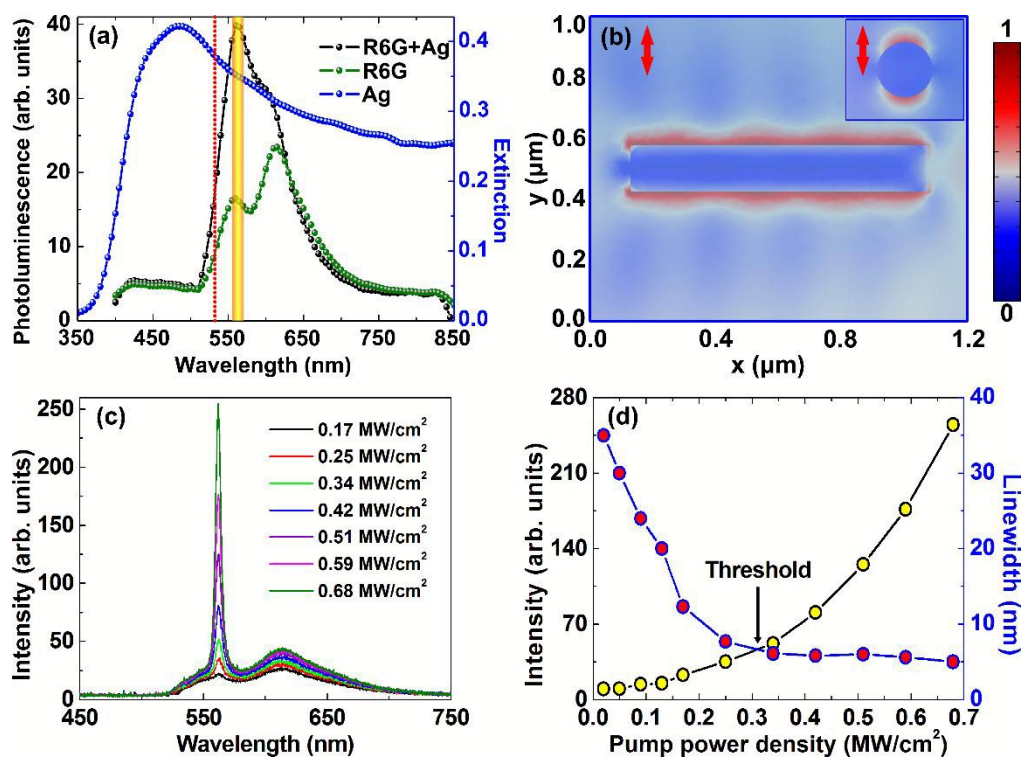 (a)
Photoluminescence (arb. units)
40
30
20
10
0
R6G+Ag
R6G
Ag
0.4
0.3
0.2
0.1
0.0
Extinction
350 450 550 650 750 850
Wavelength (nm)
(b)
y (µm)
1.0
0.8
0.6
0.4
0.2
0.0
0.0 0.4 0.8 1.2
x (µm)
1
0
(c)
Intensity (arb. units)
250
200
150
100
50
0
0.17 MW/cm²
0.25 MW/cm²
0.34 MW/cm²
0.42 MW/cm²
0.51 MW/cm²
0.59 MW/cm²
0.68 MW/cm²
450 550 650 750
Wavelength (nm)
(d)
Intensity (arb. units)
280
210
140
70
0
Threshold
40
30
20
10
0
Linewidth (nm)
0.0 0.1 0.2 0.3 0.4 0.5 0.6 0.7
Pump power density (MW/cm²)